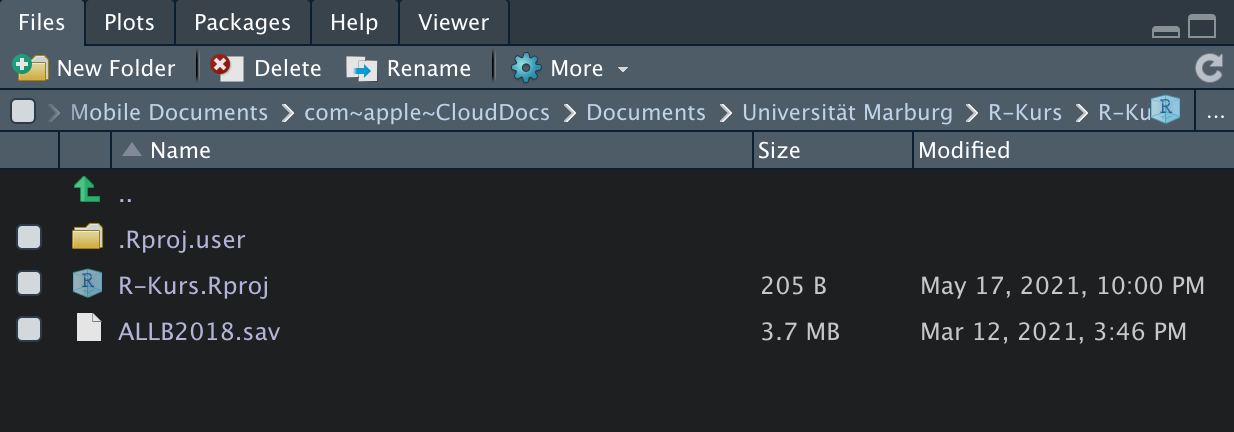 Files Plots Packages Help Viewer
New Folder Delete Rename More
Mobile Documents com~apple~CloudDocs Documents Universität Marburg R-Kurs R-Ku ...
Name Size Modified
..
.Rproj.user
R-Kurs.Rproj 205 B May 17, 2021, 10:00 PM
ALLB2018.sav 3.7 MB Mar 12, 2021, 3:46 PM